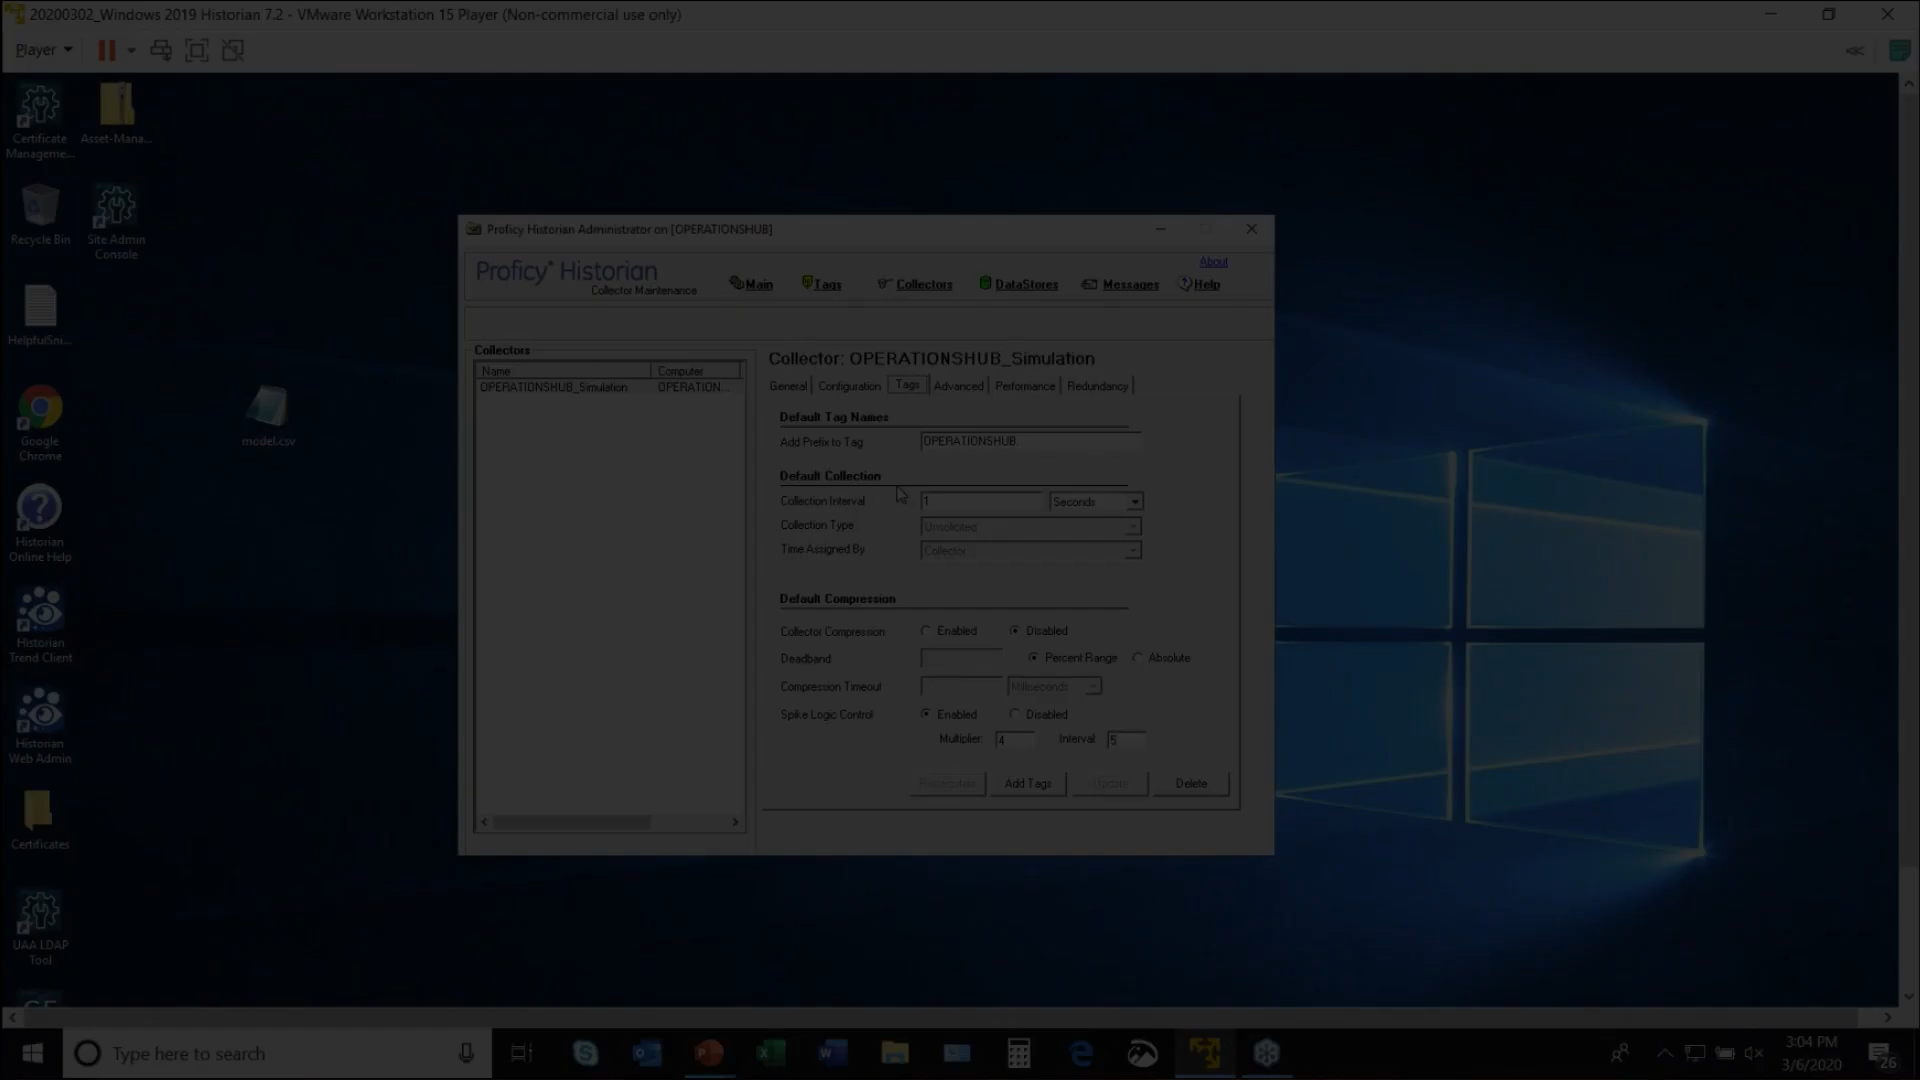 20200302_Windows 2019 Historian 7.2 - VMware Workstation 15 Player (Non-commercial use only)
Player
Certificate
Manageme...
Asset-Mana...
Recycle Bin
Site Admin
Console
HelpfulSni...
Google
Chrome
model.csv
Historian
Online Help
Historian
Trend Client
Historian
Web Admin
Certificates
UAA LDAP
Tool
Proficy Historian Administrator on [OPERATIONSHUB]
Proficy* Historian
Collector Maintenance
Main
Tags
Collectors
DataStores
Messages
About
Help
Collectors
Name Computer
OPERATIONSHUB_Simulation OPERATION...
Collector: OPERATIONSHUB_Simulation
General Configuration Tags Advanced Performance Redundancy
Default Tag Names
Add Prefix to Tag OPERATIONSHUB.
Default Collection
Collection Interval 1 Seconds
Collection Type Unsolicited
Time Assigned By Collector
Default Compression
Collector Compression Enabled Disabled
Deadband Percent Range Absolute
Compression Timeout Milliseconds
Spike Logic Control Enabled Disabled
Multiplier: 4 Interval: 5
Add Tags Update Delete
Type here to search
3:04 PM
3/6/2020
26